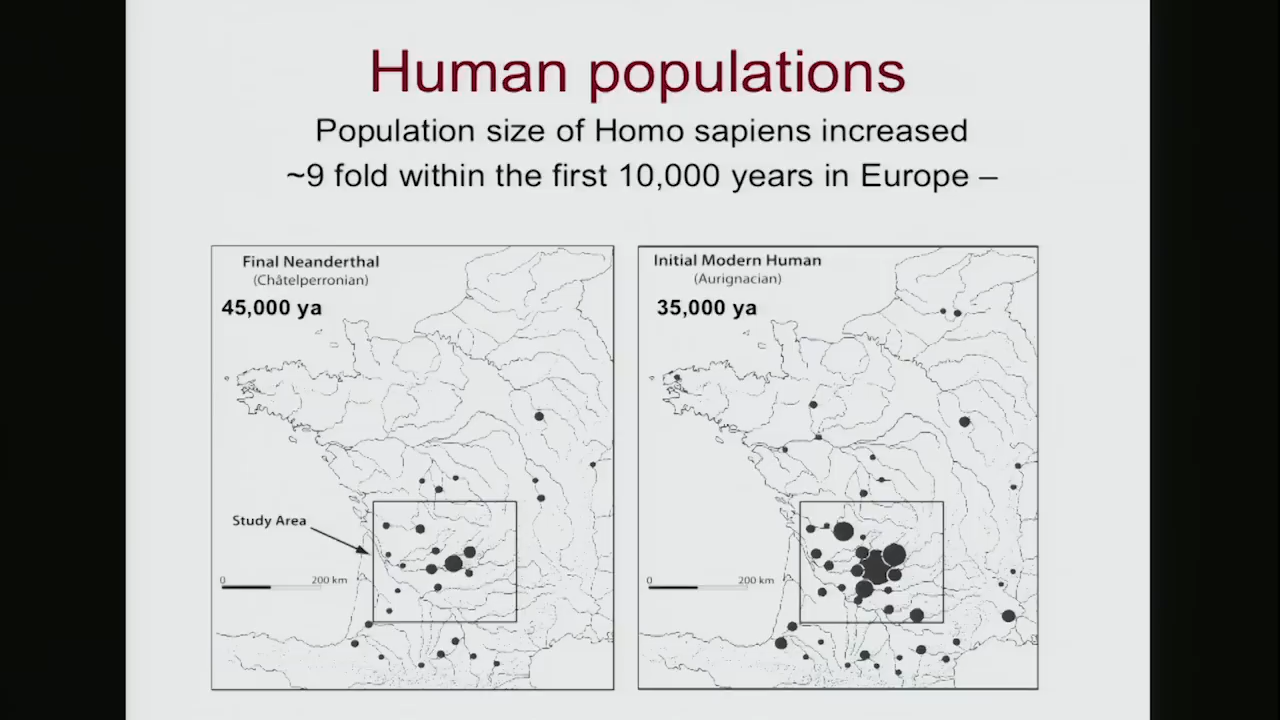 Human populations
Population size of Homo sapiens increased
~9 fold within the first 10,000 years in Europe –
Final Neanderthal
(Châtelperronian)
45,000 ya
Study Area
0 200 km
Initial Modern Human
(Aurignacian)
35,000 ya
0 200 km